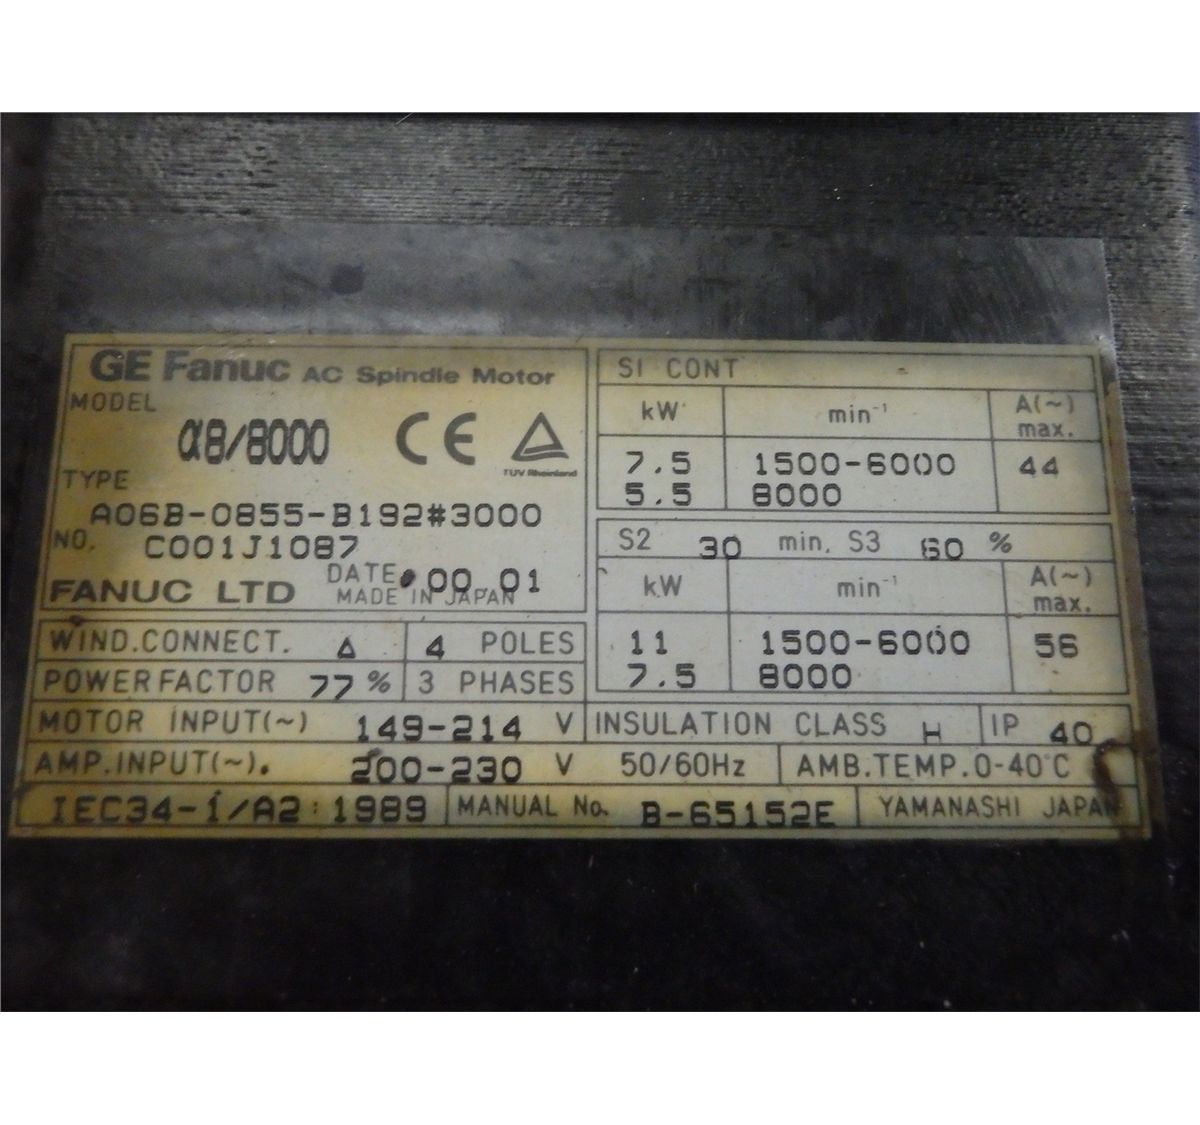 GE Fanuc AC Spindle Motor
MODEL
α8/8000
CE
TÜV Rheinland
TYPE
A06B-0855-B192#3000
NO.
C001J1087
DATE 00.01
FANUC LTD MADE IN JAPAN
WIND.CONNECT. Δ 4 POLES
POWER FACTOR 77 % 3 PHASES
MOTOR INPUT(~) 149-214 V
AMP.INPUT(~). 200-230 V 50/60Hz AMB.TEMP.0-40°C
IEC34-1/A2:1989 MANUAL No. B-65152E YAMANASHI JAPAN
S1 CONT -
kW min⁻¹ A(~) max.
7.5 1500-6000 44
5.5 8000
S2 30 min, S3 60 %
kW min⁻¹ A(~) max.
11 1500-6000 56
7.5 8000
INSULATION CLASS H IP 40